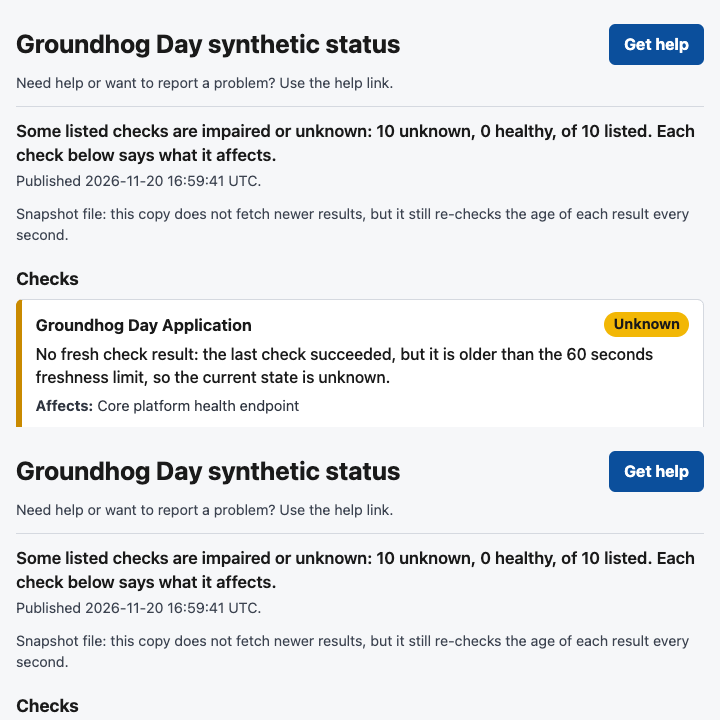 Groundhog Day synthetic status
Get help
Need help or want to report a problem? Use the help link.
Some listed checks are impaired or unknown: 10 unknown, 0 healthy, of 10 listed. Each
check below says what it affects.
Published 2026-11-20 16:59:41 UTC.
Snapshot file: this copy does not fetch newer results, but it still re-checks the age of each result every
second.
Checks
Groundhog Day Application
Unknown
No fresh check result: the last check succeeded, but it is older than the 60 seconds
freshness limit, so the current state is unknown.
Affects: Core platform health endpoint
Groundhog Day synthetic status
Get help
Need help or want to report a problem? Use the help link.
Some listed checks are impaired or unknown: 10 unknown, 0 healthy, of 10 listed. Each
check below says what it affects.
Published 2026-11-20 16:59:41 UTC.
Snapshot file: this copy does not fetch newer results, but it still re-checks the age of each result every
second.
Checks